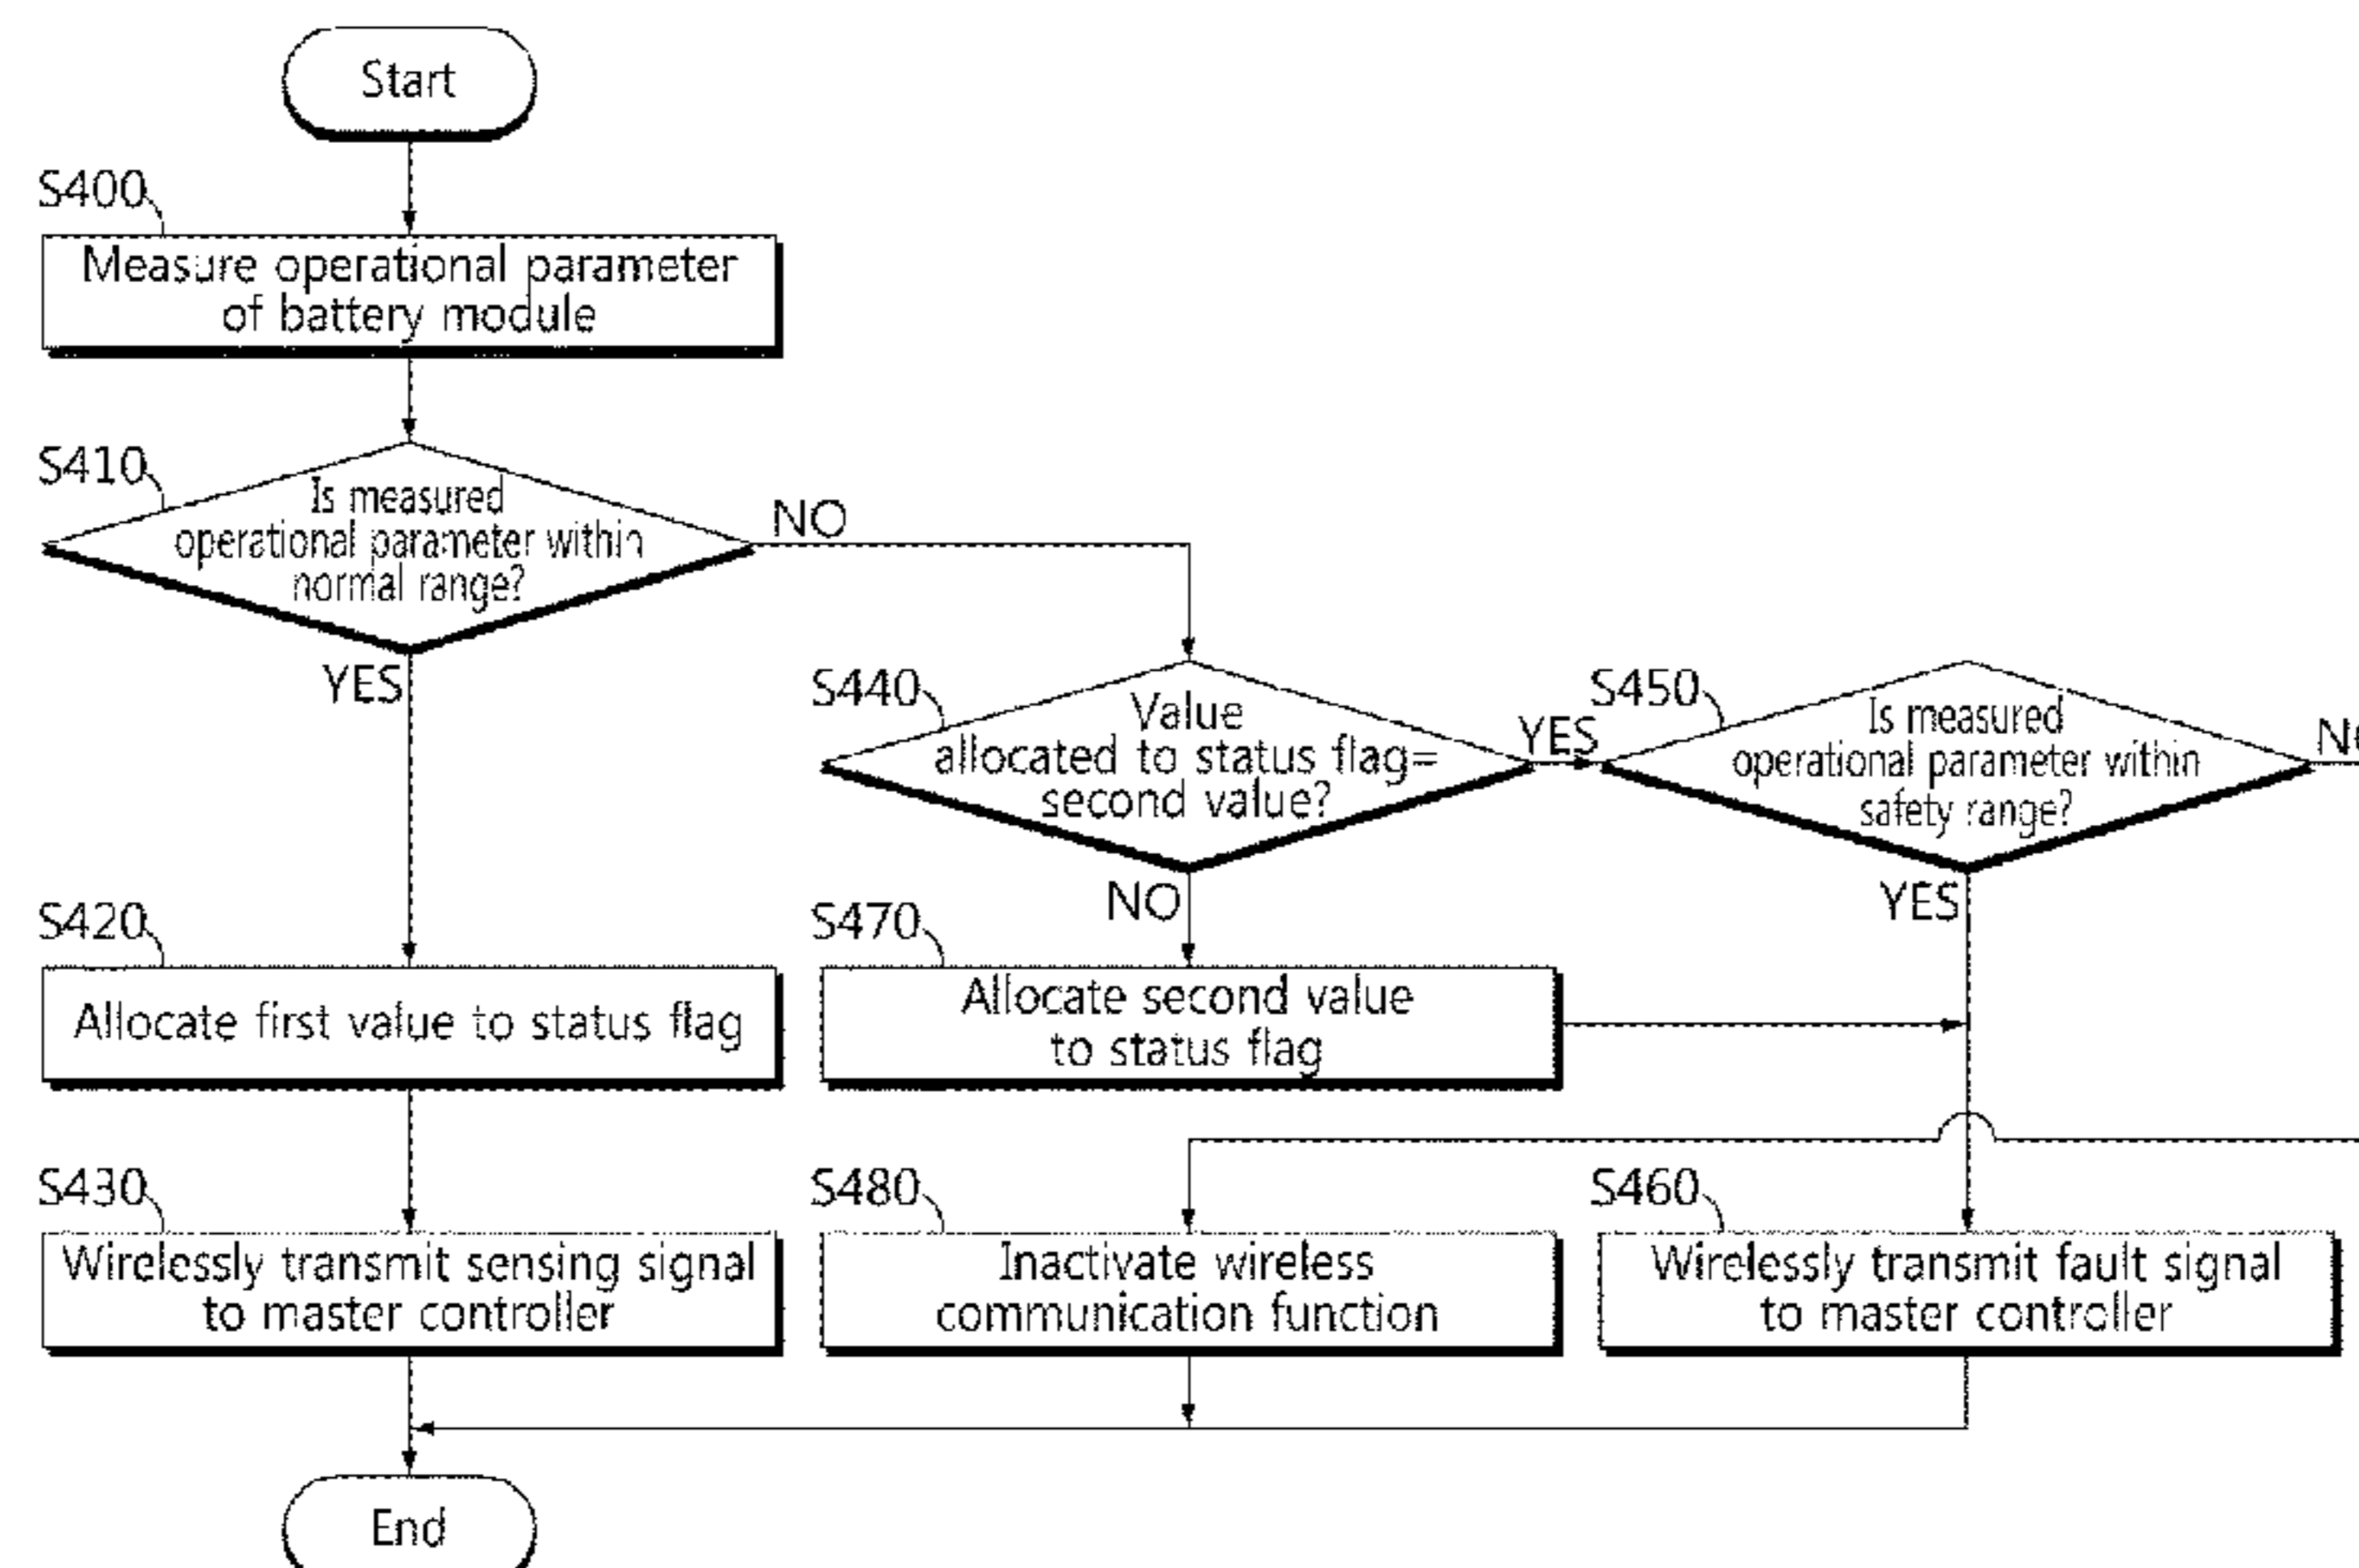 Start
S400
Measure operational parameter
of battery module
S410
Is measured
operational parameter within
normal range?
NO
YES
S440
Value
allocated to status flag=
second value?
YES
NO
S450
Is measured
operational parameter within
safety range?
YES
S420
Allocate first value to status flag
S470
Allocate second value
to status flag
S430
Wirelessly transmit sensing signal
to master controller
S480
Inactivate wireless
communication function
S460
Wirelessly transmit fault signal
to master controller
End